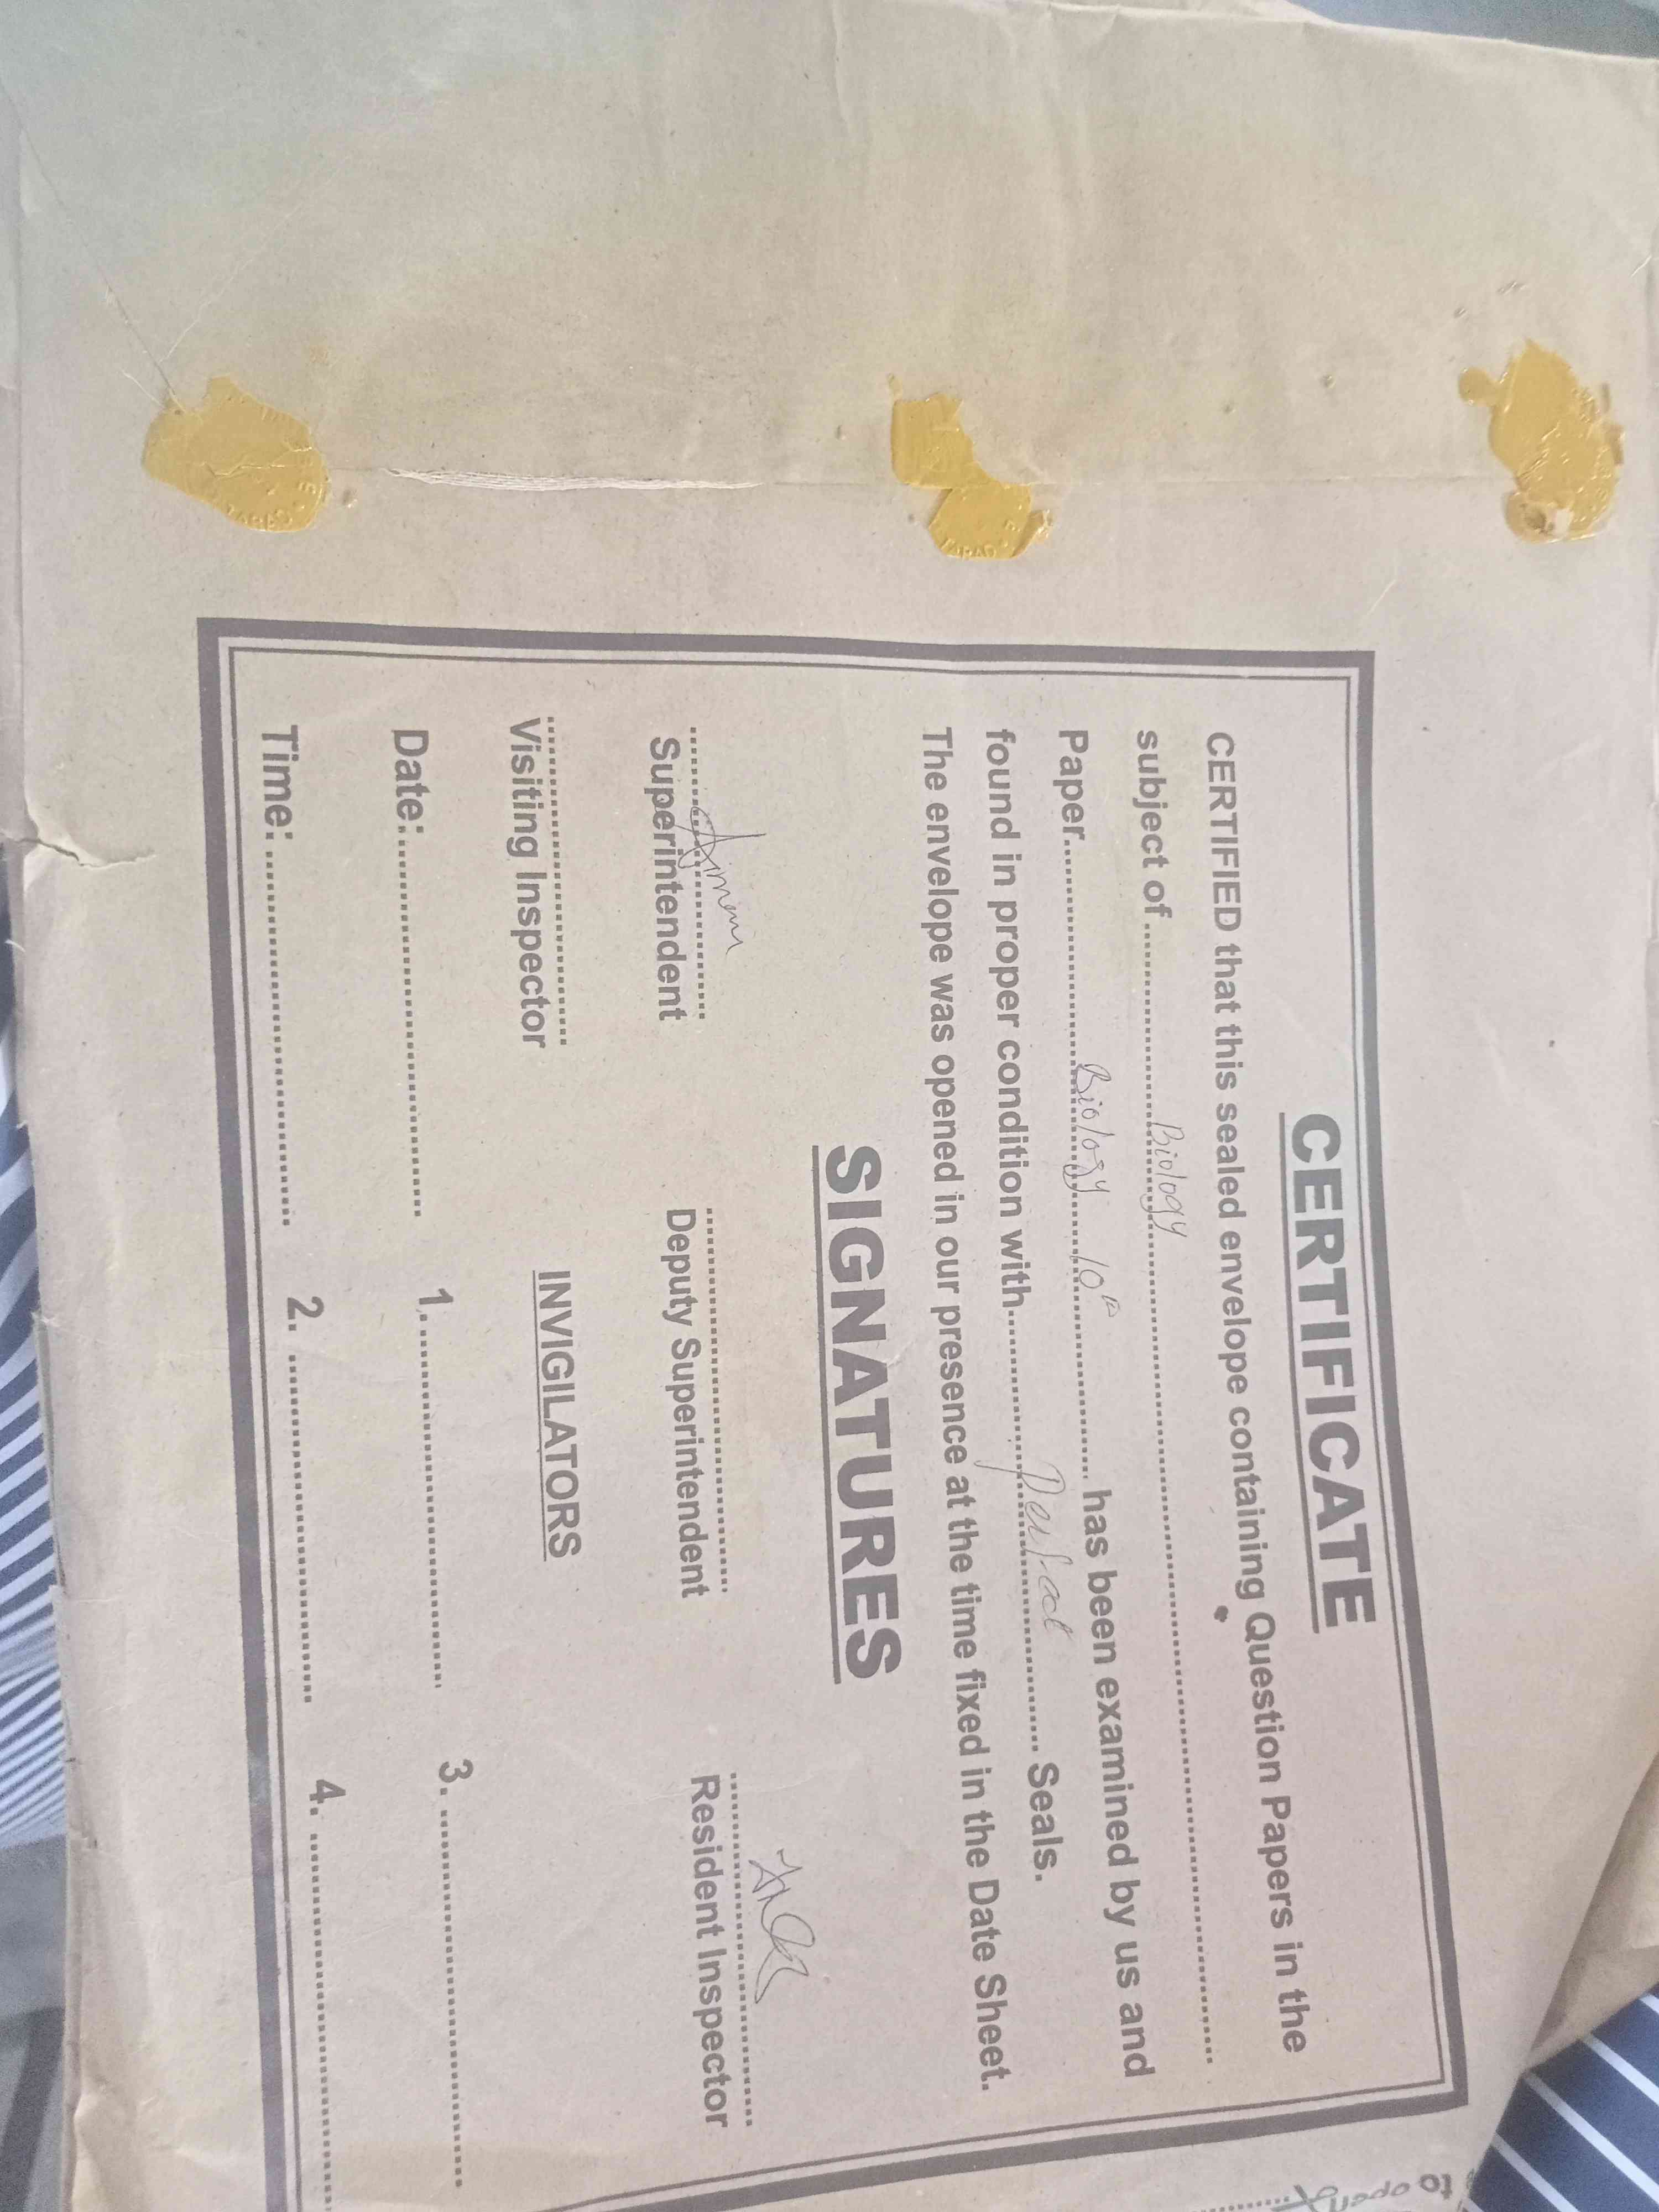 CERTIFICATE
CERTIFIED that this sealed envelope containing Question Papers in the
subject of Biology
Paper Biology 10th has been examined by us and
found in proper condition with Perfect Seals.
The envelope was opened in our presence at the time fixed in the Date Sheet.
SIGNATURES
Superintendent Deputy Superintendent Resident Inspector
Visiting Inspector INVIGILATORS
Date: 1. 3.
Time: 2. 4.
to open